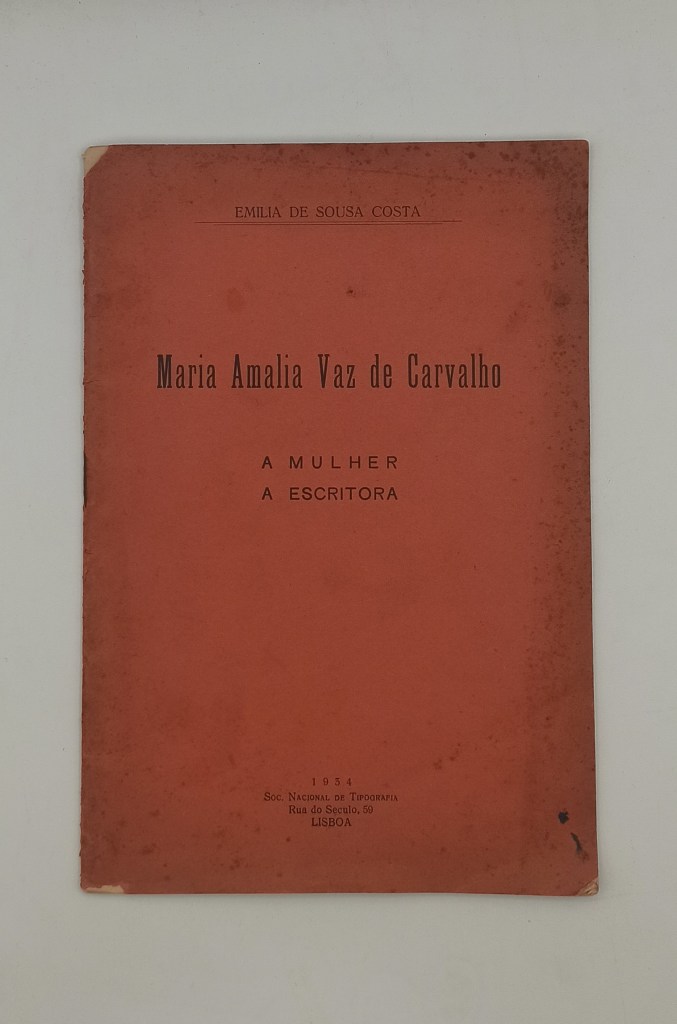 EMILIA DE SOUSA COSTA
Maria Amalia Vaz de Carvalho
A MULHER
A ESCRITORA
1934
Soc. Nacional de Tipografia
Rua do Seculo, 59
LISBOA